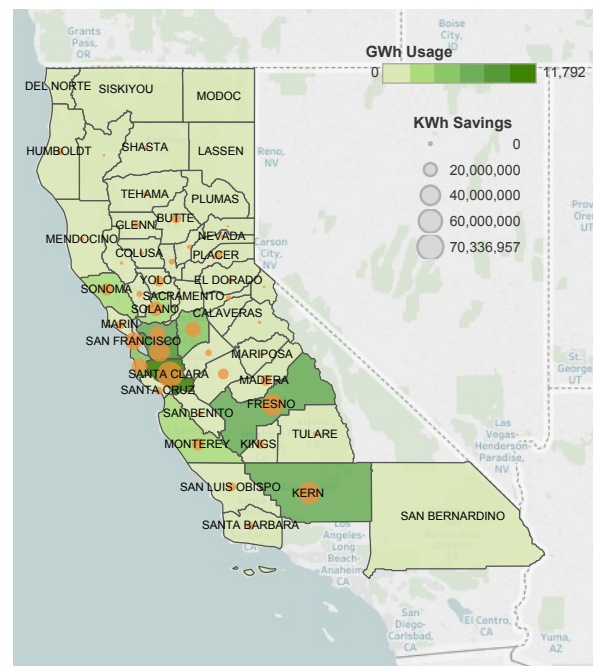 Grants
Pass,
OR
Boise
City,
ID
GWh Usage
0
11,792
DEL NORTE
SISKIYOU
MODOC
KWh Savings
0
20,000,000
40,000,000
60,000,000
70,336,957
HUMBOLDT
SHASTA
LASSEN
Reno,
NV
TEHAMA
PLUMAS
GLENN
BUTTE
Carson
City,
NV
MENDOCINO
NEVADA
COLUSA
PLACER
SONOMA
YOLO
EL DORADO
SACRAMENTO
SOLANO
CALAVERAS
MARIN
SAN FRANCISCO
MARIPOSA
SANTA CLARA
MADERA
SANTA CRUZ
FRESNO
St.
George,
UT
SAN BENITO
Las
Vegas-
Henderson-
Paradise,
NV
MONTEREY
KINGS
TULARE
SAN LUIS OBISPO
KERN
SAN BERNARDINO
SANTA BARBARA
Los
Angeles-
Long
Beach-
Anaheim,
CA
San
Diego-
Carlsbad,
CA
El Centro,
CA
Yuma,
AZ